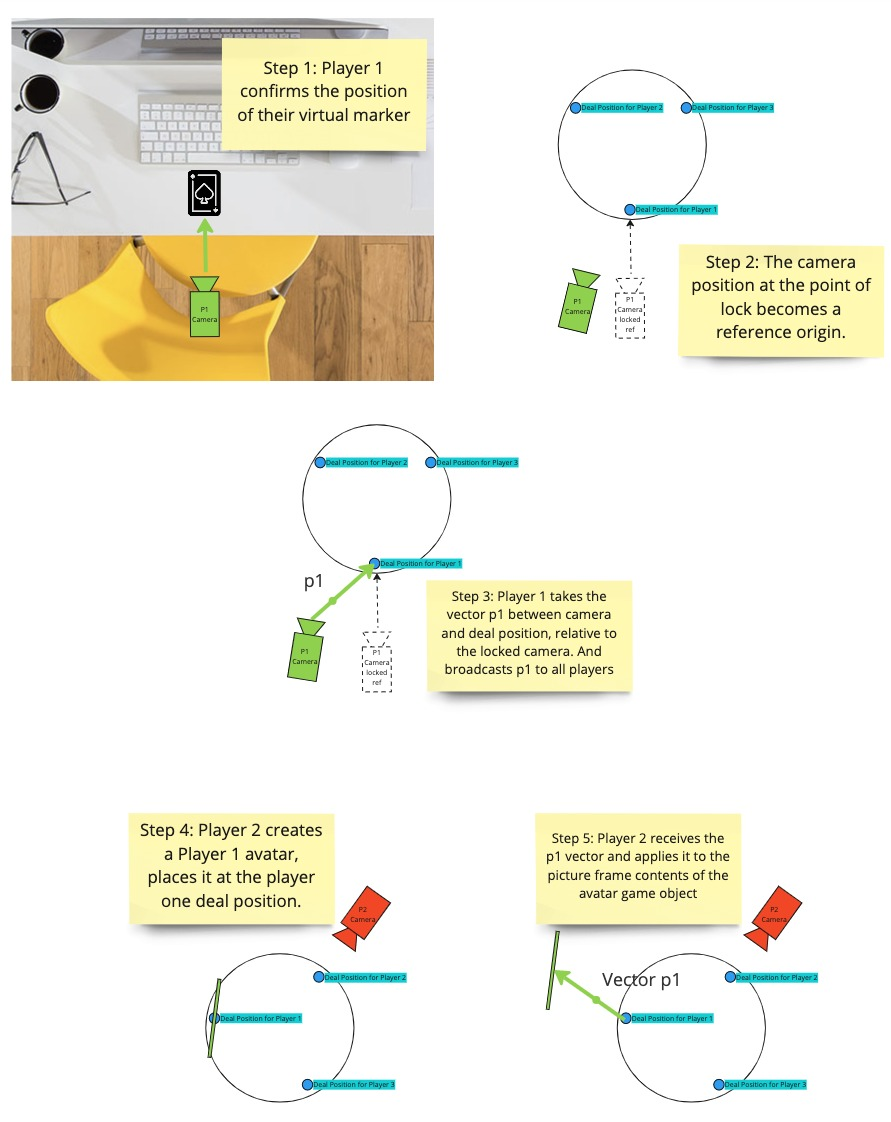 Step 1: Player 1
confirms the position
of their virtual marker
P1
Camera
Deal Position for Player 2
Deal Position for Player 3
Deal Position for Player 1
P1
Camera
P1
Camera
locked
ref
Step 2: The camera
position at the point of
lock becomes a
reference origin.
Deal Position for Player 2
Deal Position for Player 3
Deal Position for Player 1
p1
P1
Camera
P1
Camera
locked
ref
Step 3: Player 1 takes the
vector p1 between camera
and deal position, relative to
the locked camera. And
broadcasts p1 to all players
Step 4: Player 2 creates
a Player 1 avatar,
places it at the player
one deal position.
P2
Camera
Deal Position for Player 2
Deal Position for Player 1
Deal Position for Player 3
Step 5: Player 2 receives the
p1 vector and applies it to the
picture frame contents of the
avatar game object
P2
Camera
Vector p1
Deal Position for Player 2
Deal Position for Player 1
Deal Position for Player 3